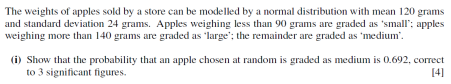 The weights of apples sold by a store can be modelled by a normal distribution with mean 120 grams
and standard deviation 24 grams. Apples weighing less than 90 grams are graded as ‘small’; apples
weighing more than 140 grams are graded as ‘large’; the remainder are graded as ‘medium’.
(i) Show that the probability that an apple chosen at random is graded as medium is 0.692, correct
to 3 significant figures. [4]